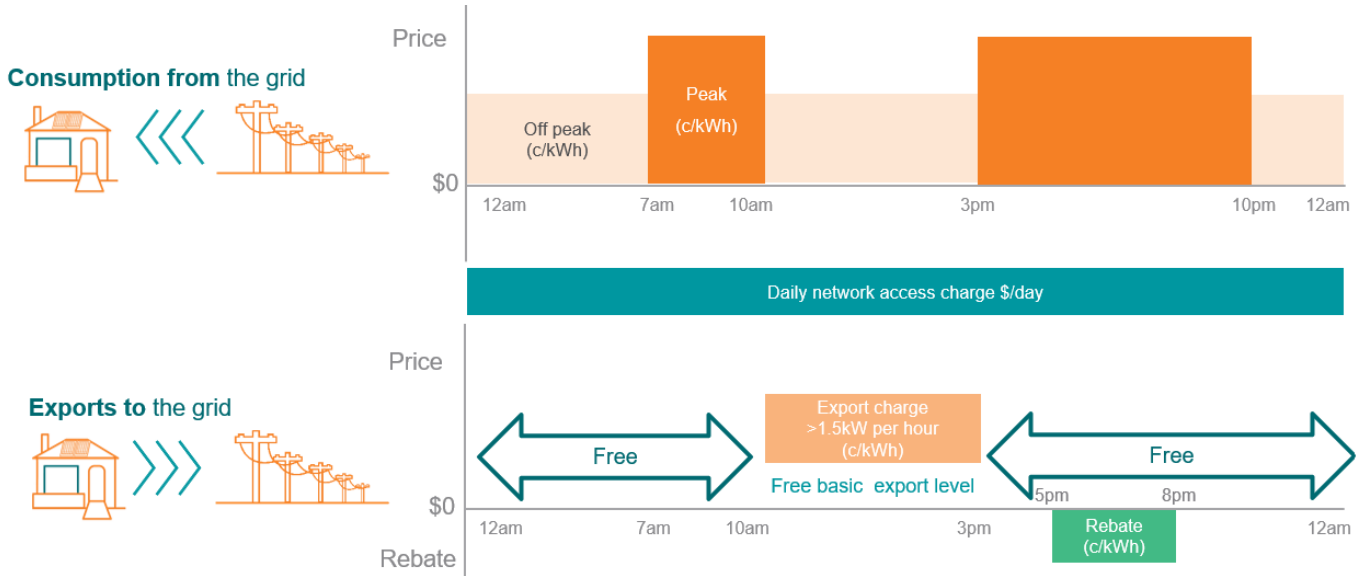 Price
Consumption from the grid
Peak
(c/kWh)
Off peak
(c/kWh)
$0
12am
7am
10am
3pm
10pm
12am
Daily network access charge $/day
Price
Exports to the grid
Export charge
>1.5kW per hour
(c/kWh)
Free
Free
Free basic export level
5pm
8pm
$0
12am
7am
10am
3pm
12am
Rebate
(c/kWh)
Rebate